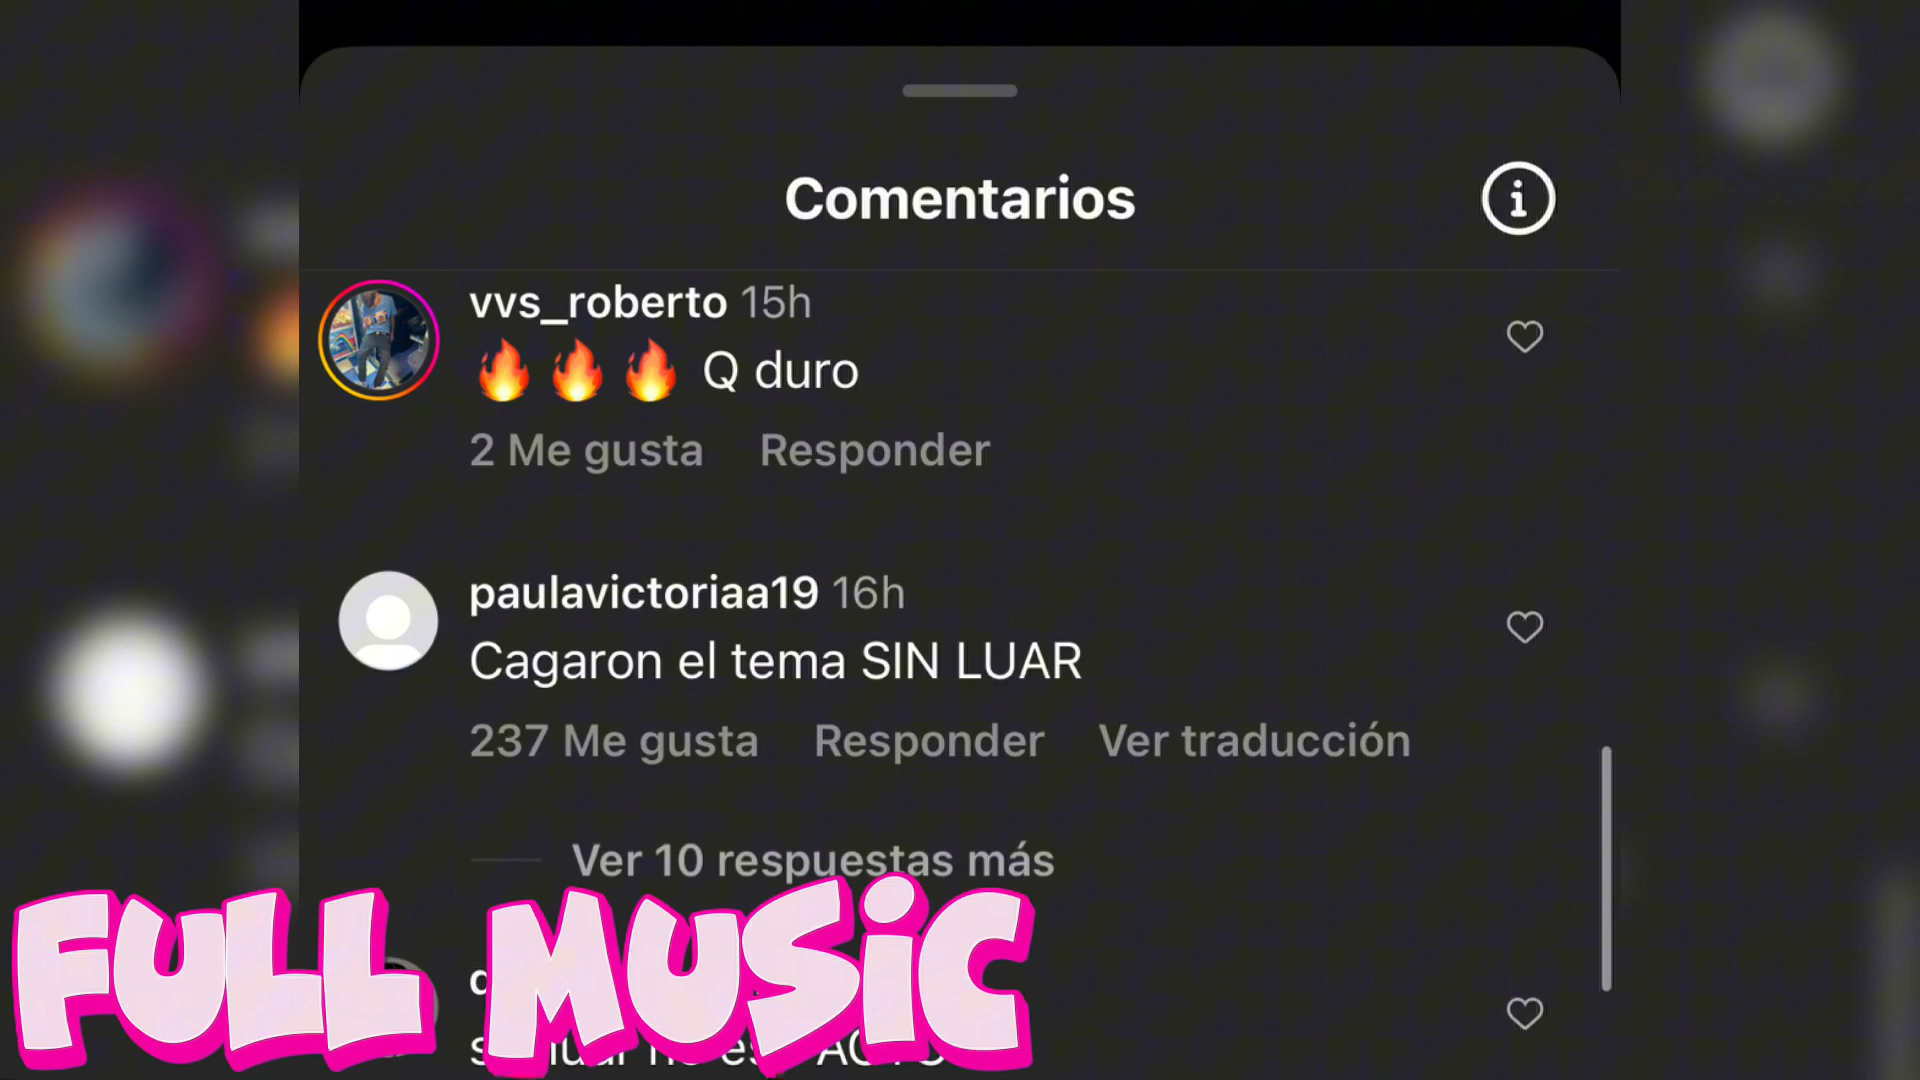 Comentarios
vvs_roberto 15h
🔥🔥🔥 Q duro
2 Me gusta Responder
paulavictoriaa19 16h
Cagaron el tema SIN LUAR
237 Me gusta Responder Ver traducción
Ver 10 respuestas más
FULL MUSIC